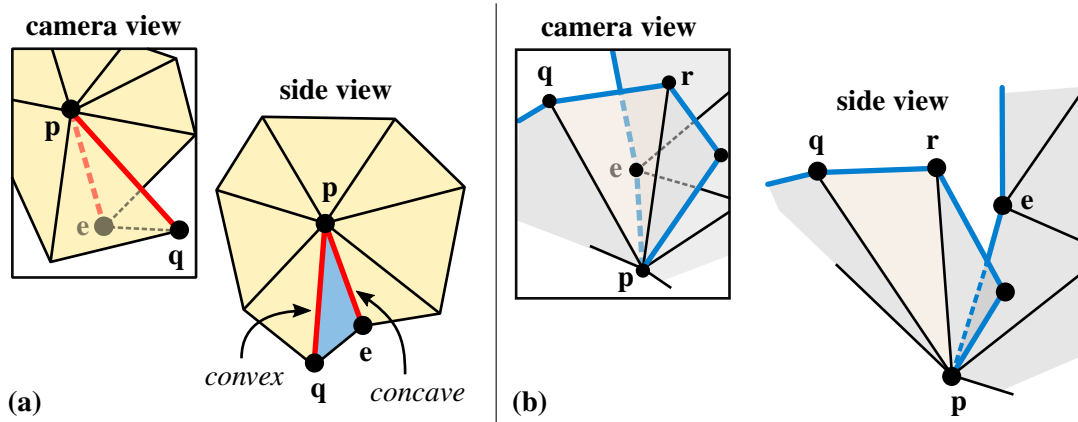 camera view
p
e
q
side view
p
convex
q
e
concave
(a)
camera view
q
r
e
p
side view
q
r
e
p
(b)